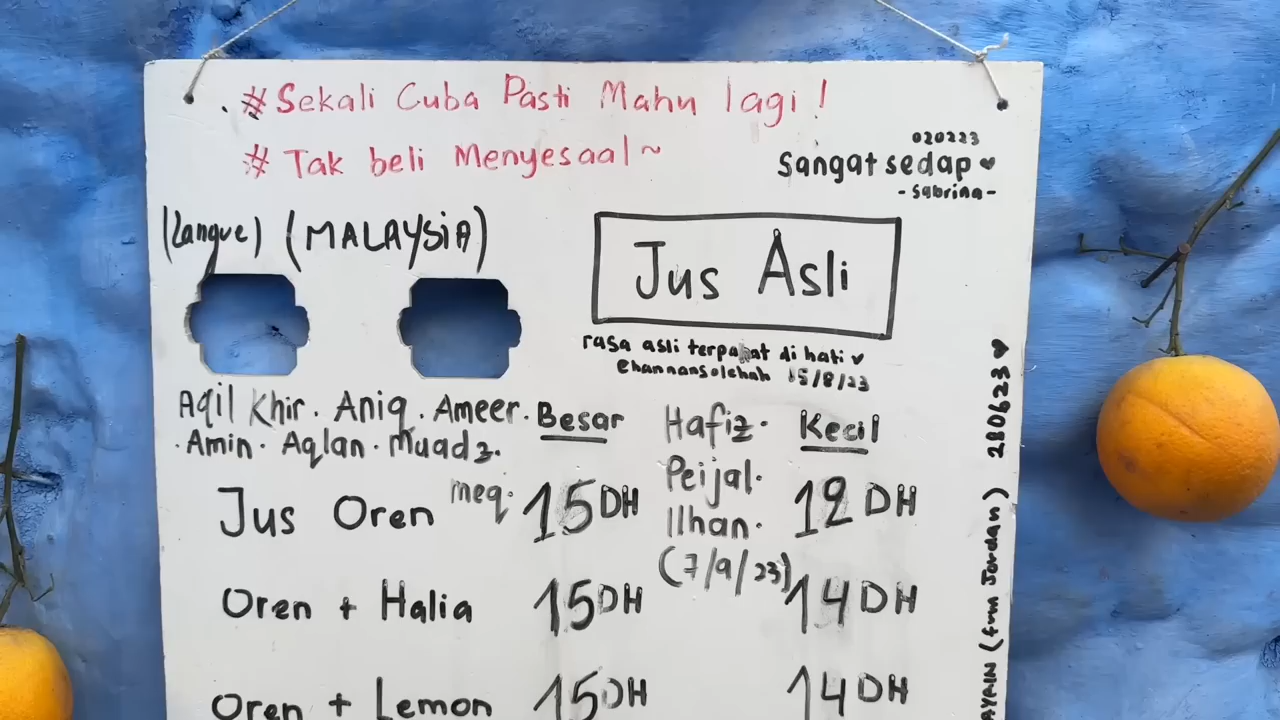 #Sekali Cuba Pasti Mahu lagi!
# Tak beli Menyesaal~
020223
Sangat sedap ♥
-Sabrina-
(Langue) (MALAYSIA)
Jus Asli
rasa asli terpahat di hati ♥
15/8/23
Aqil Khir. Aniq. Ameer.
·Amin· Aqlan· Muadz.
meq.
Besar
Hafiz·
Peijal.
Ilhan·
(7/9/23)
Kecil
Jus Oren 15DH 12DH
Oren + Halia 15DH 14DH
Oren + Lemon 15DH 14DH
(fum Jordan) 280623 ♥